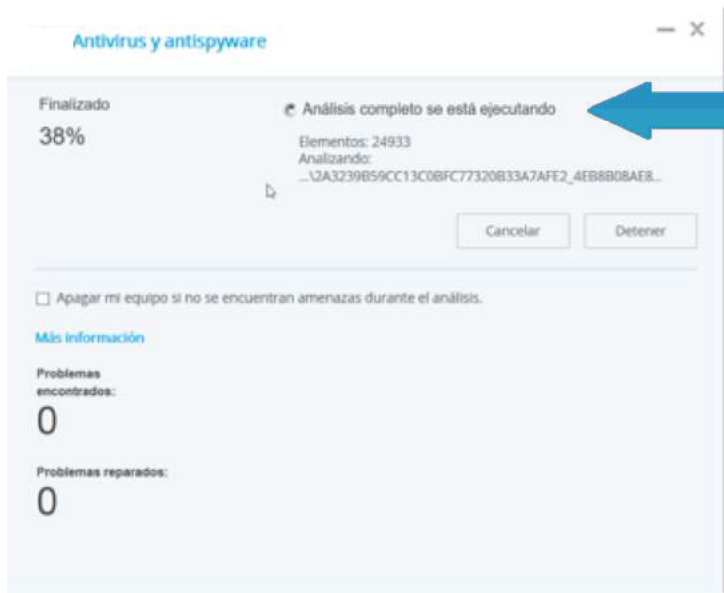 Antivirus y antispyware
Finalizado
38%
Análisis completo se está ejecutando
Elementos: 24933
Analizando:
...\2A3239B59CC13C0BFC77320B33A7AFE2_4EB8B08AE8...
Cancelar
Detener
Apagar mi equipo si no se encuentran amenazas durante el análisis.
Más información
Problemas
encontrados:
0
Problemas reparados:
0